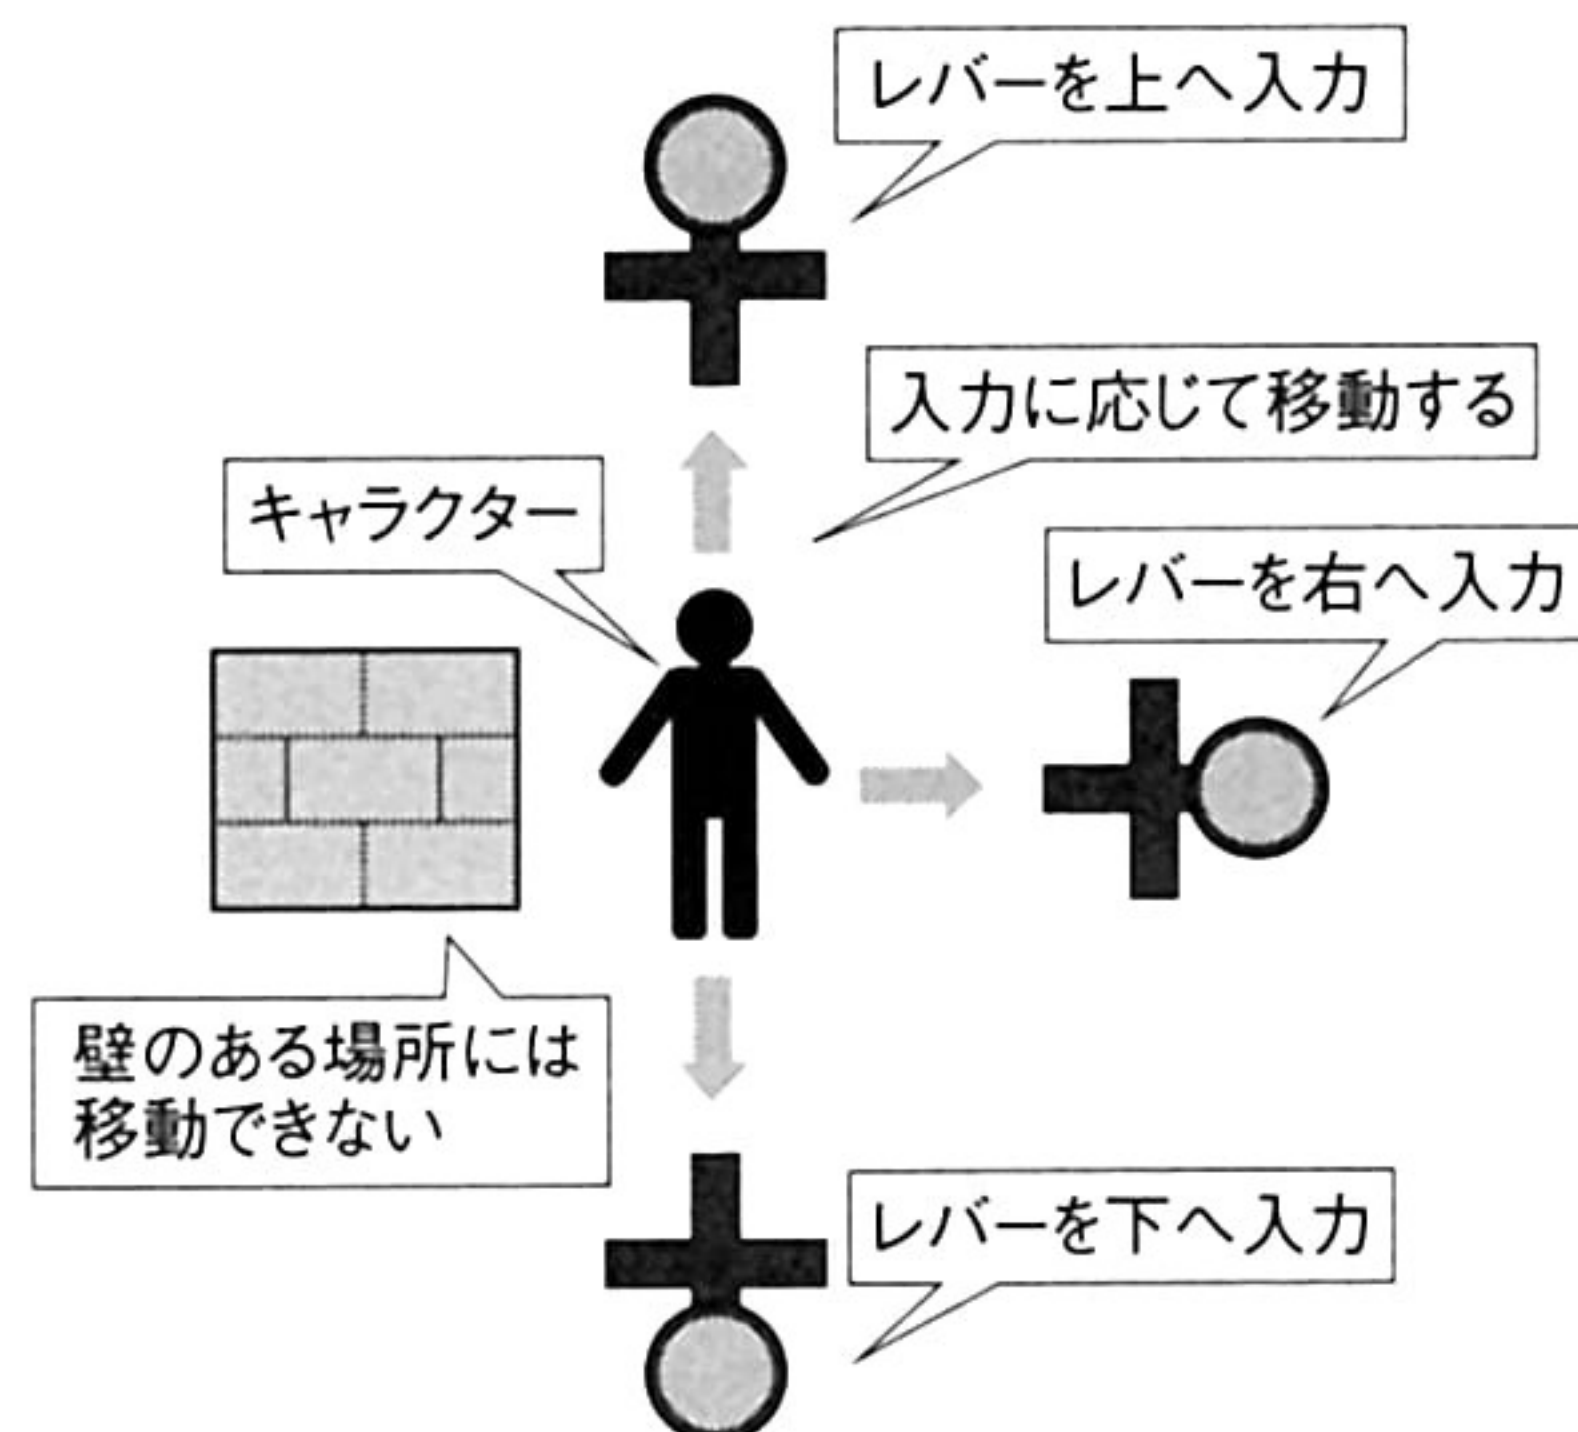 レバーを上へ入力
入力に応じて移動する
キャラクター
レバーを右へ入力
壁のある場所には
移動できない
レバーを下へ入力